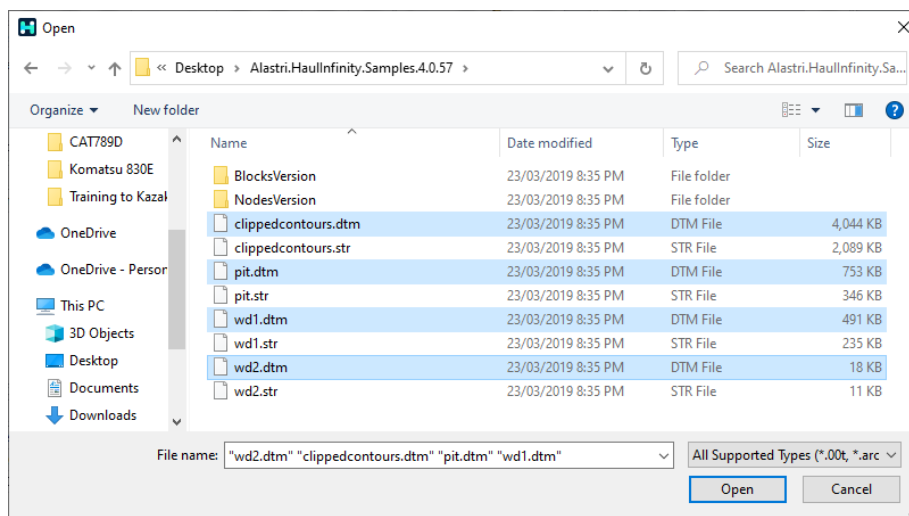 Open
« Desktop > Alastri.HaulInfinity.Samples.4.0.57 >
Search Alastri.HaulInfinity.Sa...
Organize New folder
CAT789D
Komatsu 830E
Training to Kazak
OneDrive
OneDrive - Person
This PC
3D Objects
Desktop
Documents
Downloads
Name Date modified Type Size
BlocksVersion 23/03/2019 8:35 PM File folder
NodesVersion 23/03/2019 8:35 PM File folder
clippedcontours.dtm 23/03/2019 8:35 PM DTM File 4,044 KB
clippedcontours.str 23/03/2019 8:35 PM STR File 2,089 KB
pit.dtm 23/03/2019 8:35 PM DTM File 753 KB
pit.str 23/03/2019 8:35 PM STR File 346 KB
wd1.dtm 23/03/2019 8:35 PM DTM File 491 KB
wd1.str 23/03/2019 8:35 PM STR File 235 KB
wd2.dtm 23/03/2019 8:35 PM DTM File 18 KB
wd2.str 23/03/2019 8:35 PM STR File 11 KB
File name: "wd2.dtm" "clippedcontours.dtm" "pit.dtm" "wd1.dtm"
All Supported Types (*.00t, *.arc
Open Cancel